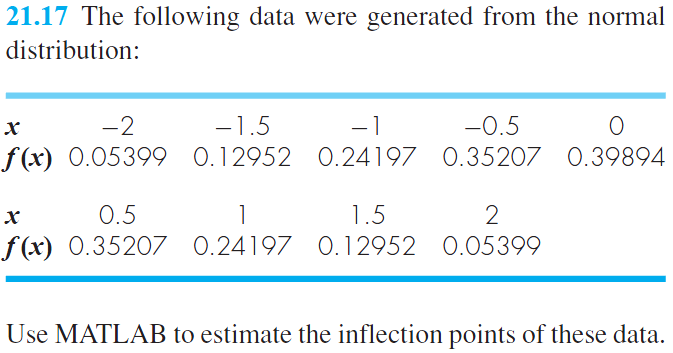 21.17 The following data were generated from the normal
distribution:
x −2 −1.5 −1 −0.5 0
f(x) 0.05399 0.12952 0.24197 0.35207 0.39894
x 0.5 1 1.5 2
f(x) 0.35207 0.24197 0.12952 0.05399
Use MATLAB to estimate the inflection points of these data.